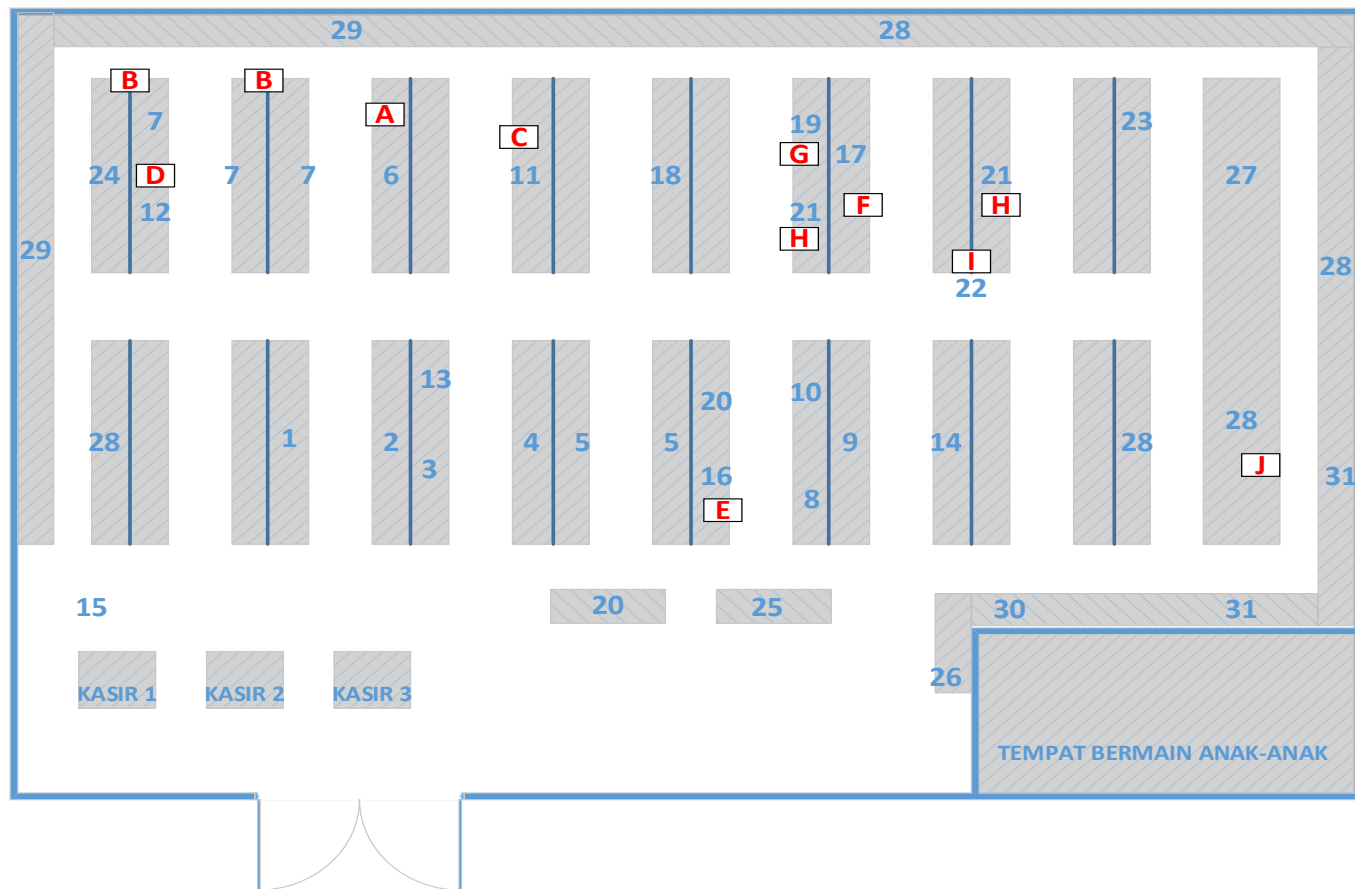 29 28
B B
A
7 23
19
C
G 17
24 D 7 7 6 11 18 21 27
12 21 F H
H
29 28
I
22
13
10
20
28 1 2 4 5 5 9 14 28 28
3
J
16 31
8
E
15 20 25 30 31
26
KASIR 1 KASIR 2 KASIR 3
TEMPAT BERMAIN ANAK-ANAK